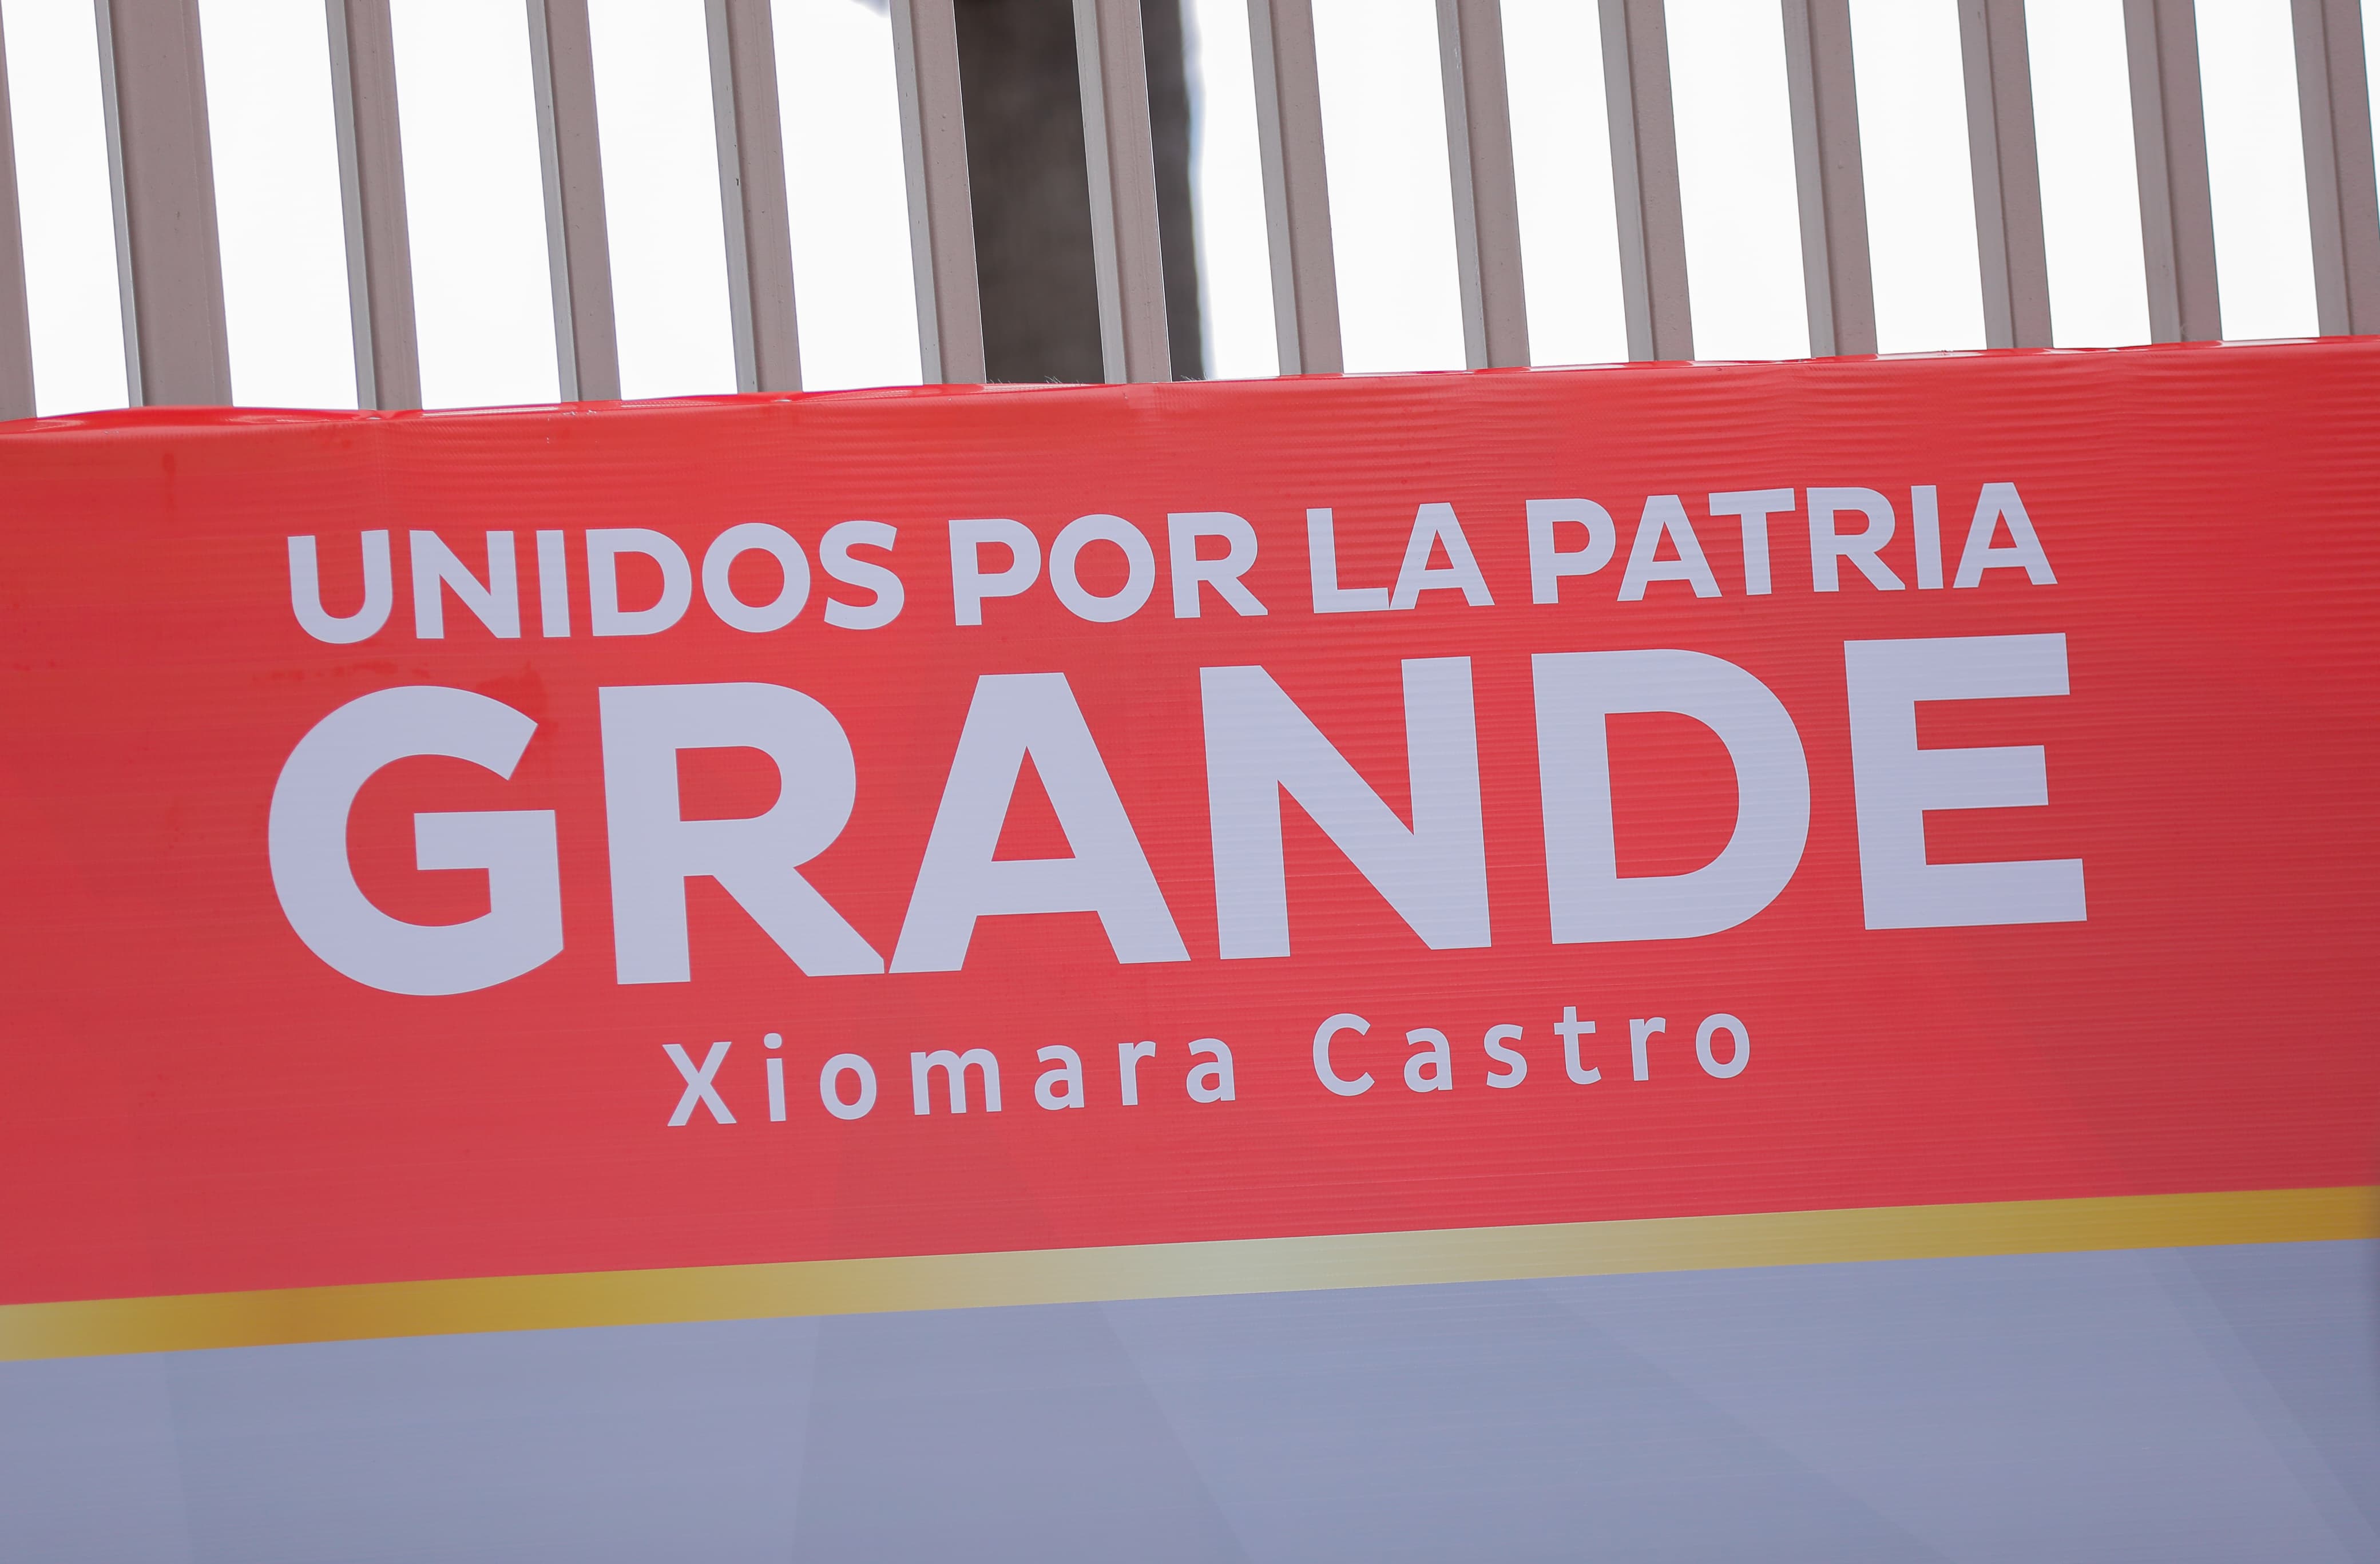 UNIDOS POR LA PATRIA
GRANDE
Xiomara Castro